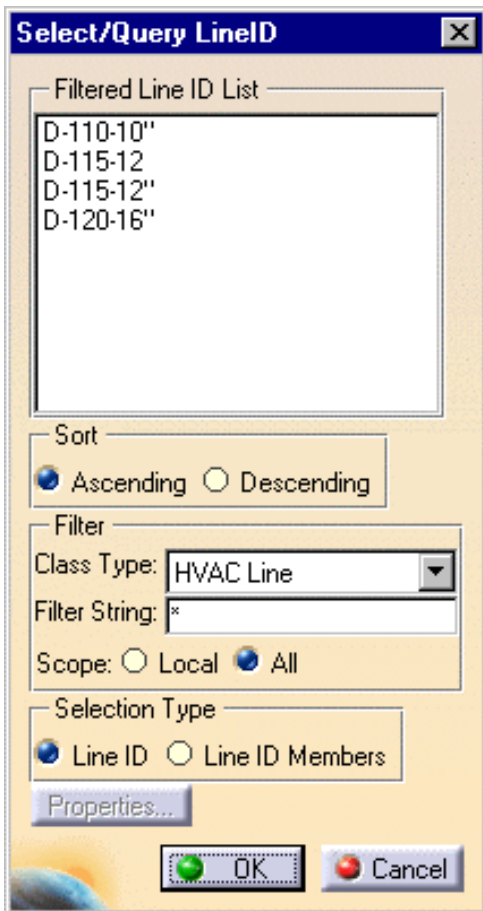 Select/Query LineID
Filtered Line ID List
D-110-10"
D-115-12
D-115-12"
D-120-16"
Sort
Ascending Descending
Filter
Class Type: HVAC Line
Filter String: *
Scope: Local All
Selection Type
Line ID Line ID Members
Properties...
OK Cancel